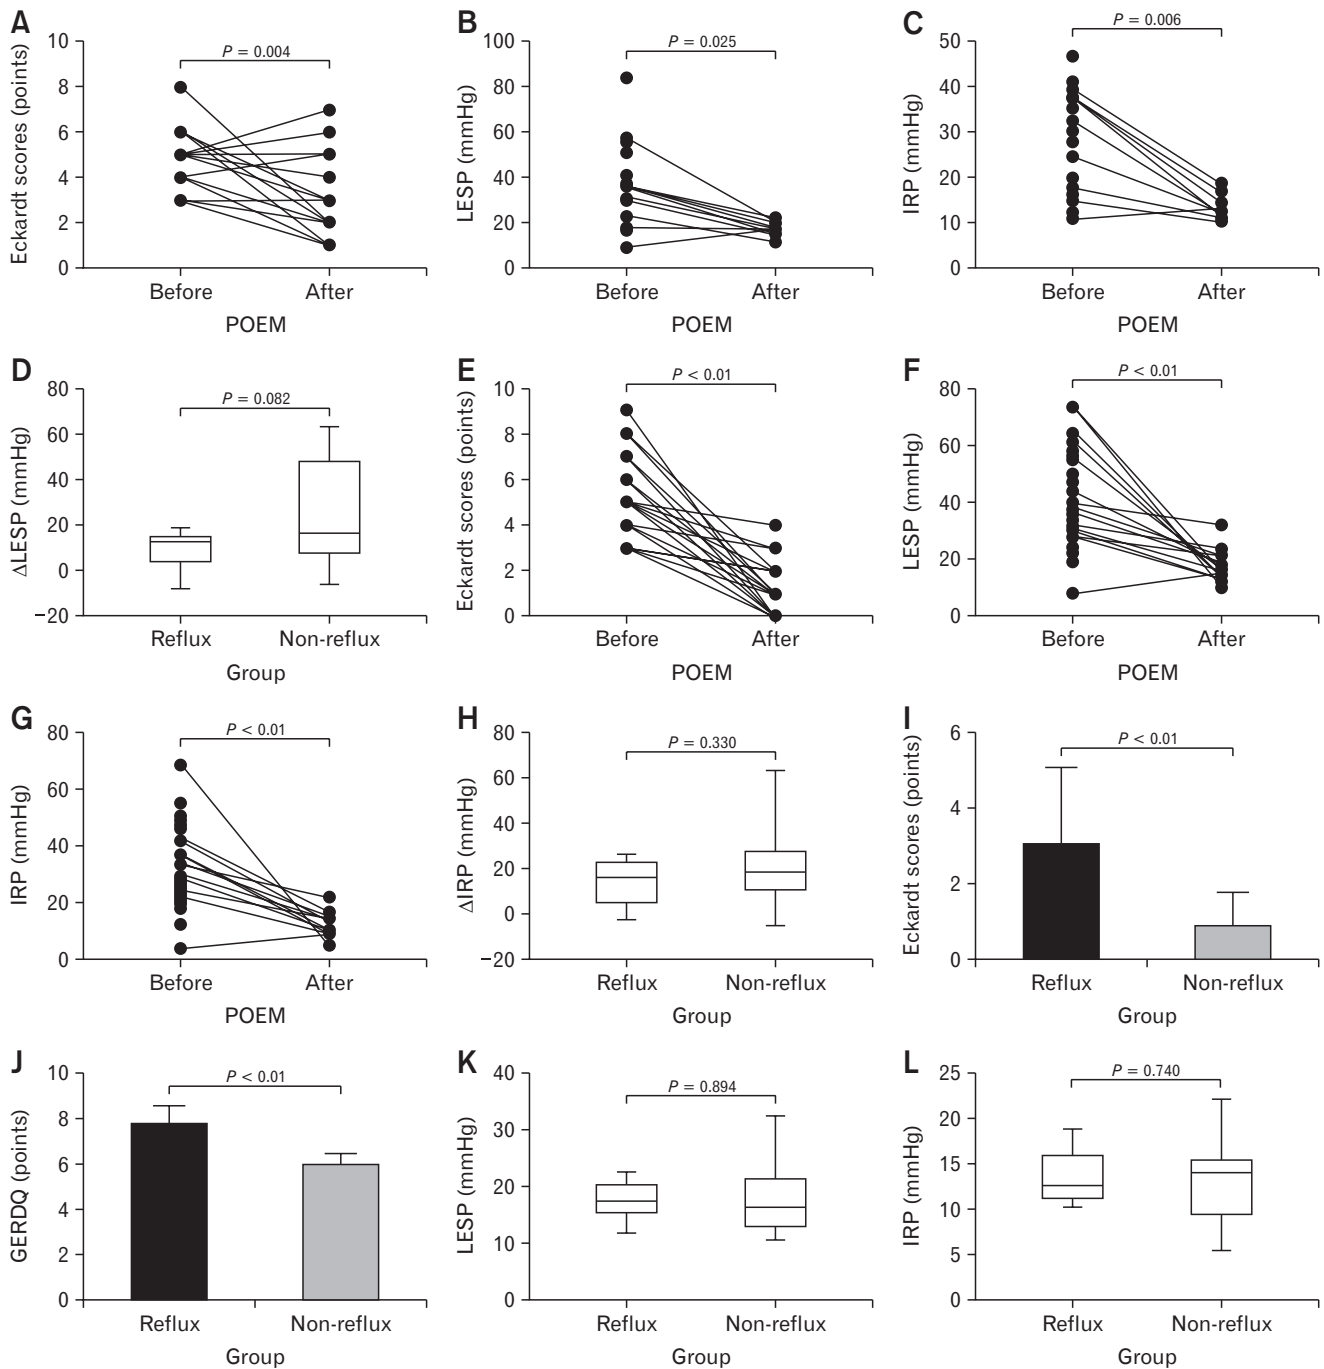 A
Eckardt scores (points)
10
8
6
4
2
0
P = 0.004
Before After
POEM
B
LESP (mmHg)
100
80
60
40
20
0
P = 0.025
Before After
POEM
C
IRP (mmHg)
50
40
30
20
10
0
P = 0.006
Before After
POEM
D
ΔLESP (mmHg)
80
60
40
20
0
−20
P = 0.082
Reflux Non-reflux
Group
E
Eckardt scores (points)
10
8
6
4
2
0
P < 0.01
Before After
POEM
F
LESP (mmHg)
80
60
40
20
0
P < 0.01
Before After
POEM
G
IRP (mmHg)
80
60
40
20
0
P < 0.01
Before After
POEM
H
ΔIRP (mmHg)
80
60
40
20
0
−20
P = 0.330
Reflux Non-reflux
Group
I
Eckardt scores (points)
6
4
2
0
P < 0.01
Reflux Non-reflux
Group
J
GERDQ (points)
10
8
6
4
2
0
P < 0.01
Reflux Non-reflux
Group
K
LESP (mmHg)
40
30
20
10
0
P = 0.894
Reflux Non-reflux
Group
L
IRP (mmHg)
25
20
15
10
5
0
P = 0.740
Reflux Non-reflux
Group